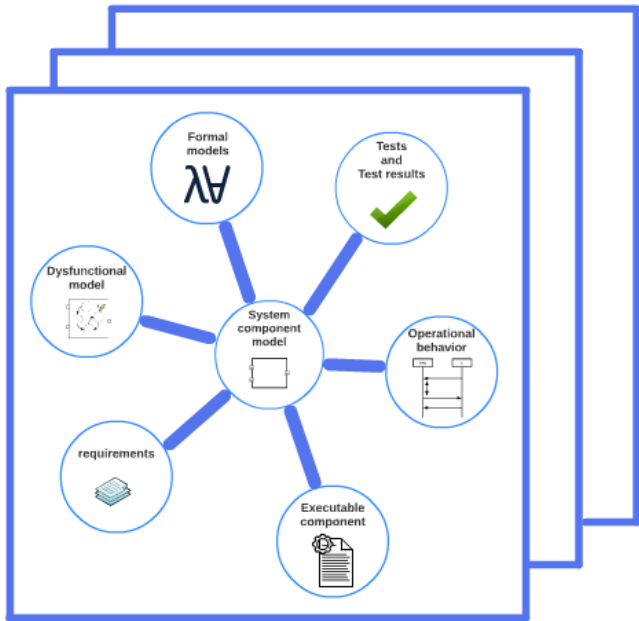 Formal
models
Tests
and
Test results
Dysfunctional
model
System
component
model
Operational
behavior
requirements
Executable
component